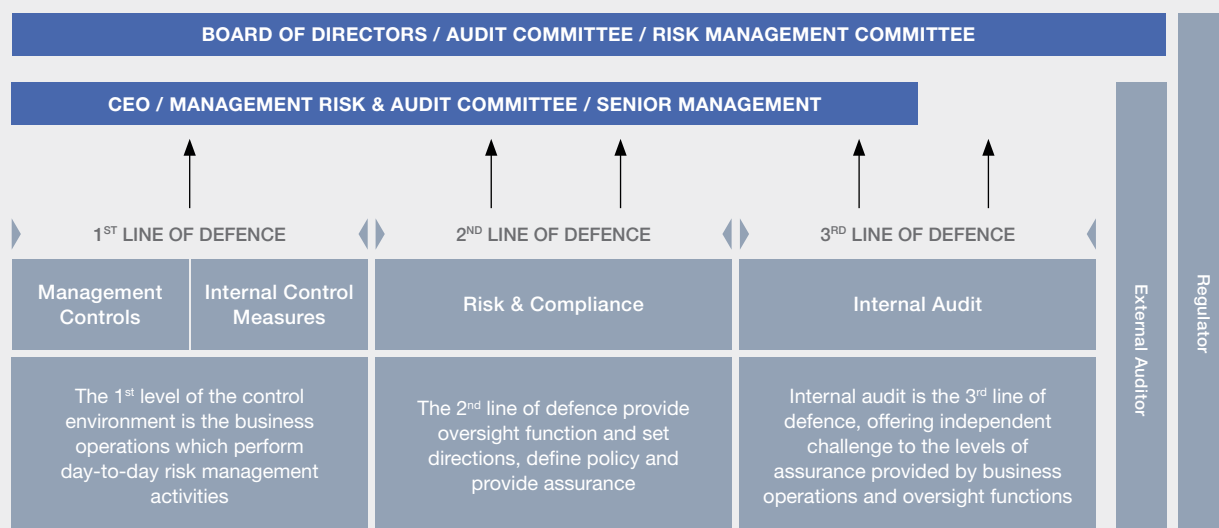 BOARD OF DIRECTORS / AUDIT COMMITTEE / RISK MANAGEMENT COMMITTEE
CEO / MANAGEMENT RISK & AUDIT COMMITTEE / SENIOR MANAGEMENT
1ST LINE OF DEFENCE
2ND LINE OF DEFENCE
3RD LINE OF DEFENCE
Management
Controls
Internal Control
Measures
Risk & Compliance
Internal Audit
The 1st level of the control
environment is the business
operations which perform
day-to-day risk management
activities
The 2nd line of defence provide
oversight function and set
directions, define policy and
provide assurance
Internal audit is the 3rd line of
defence, offering independent
challenge to the levels of
assurance provided by business
operations and oversight functions
External Auditor
Regulator